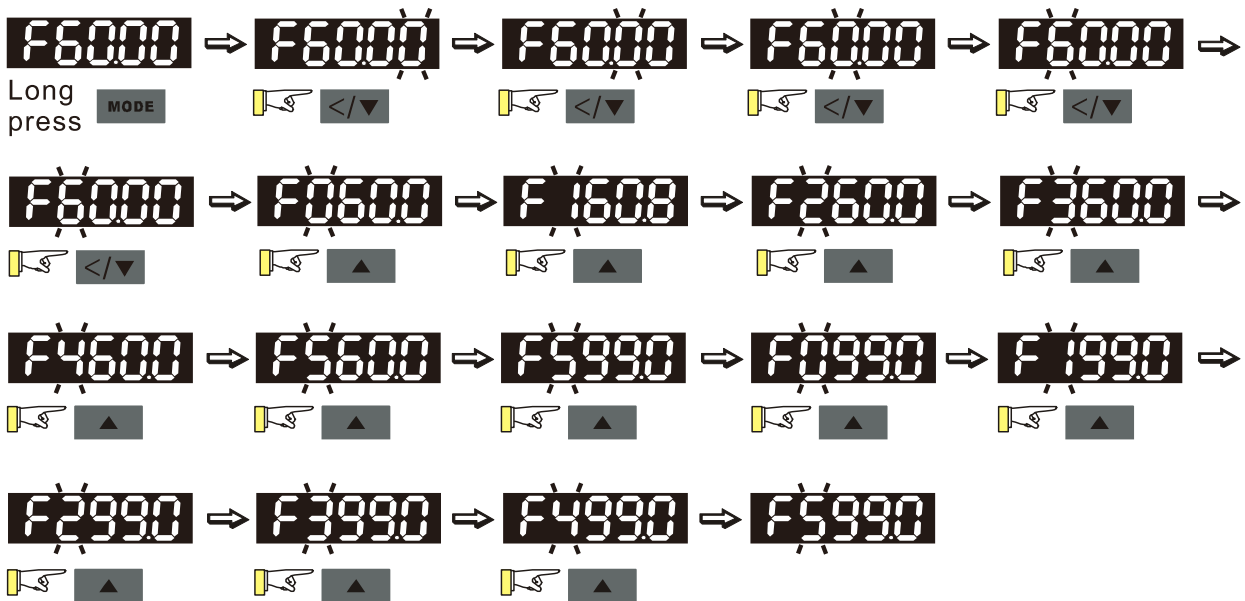 F60.00 ⇨ F60.00 ⇨ F60.00 ⇨ F60.00 ⇨ F60.00 ⇨
Long
press MODE </▼ </▼ </▼ </▼
F60.00 ⇨ F060.0 ⇨ F160.8 ⇨ F260.0 ⇨ F360.0 ⇨
</▼ ▲ ▲ ▲ ▲
F460.0 ⇨ F560.0 ⇨ F599.0 ⇨ F099.0 ⇨ F199.0 ⇨
▲ ▲ ▲ ▲ ▲
F299.0 ⇨ F399.0 ⇨ F499.0 ⇨ F599.0
▲ ▲ ▲